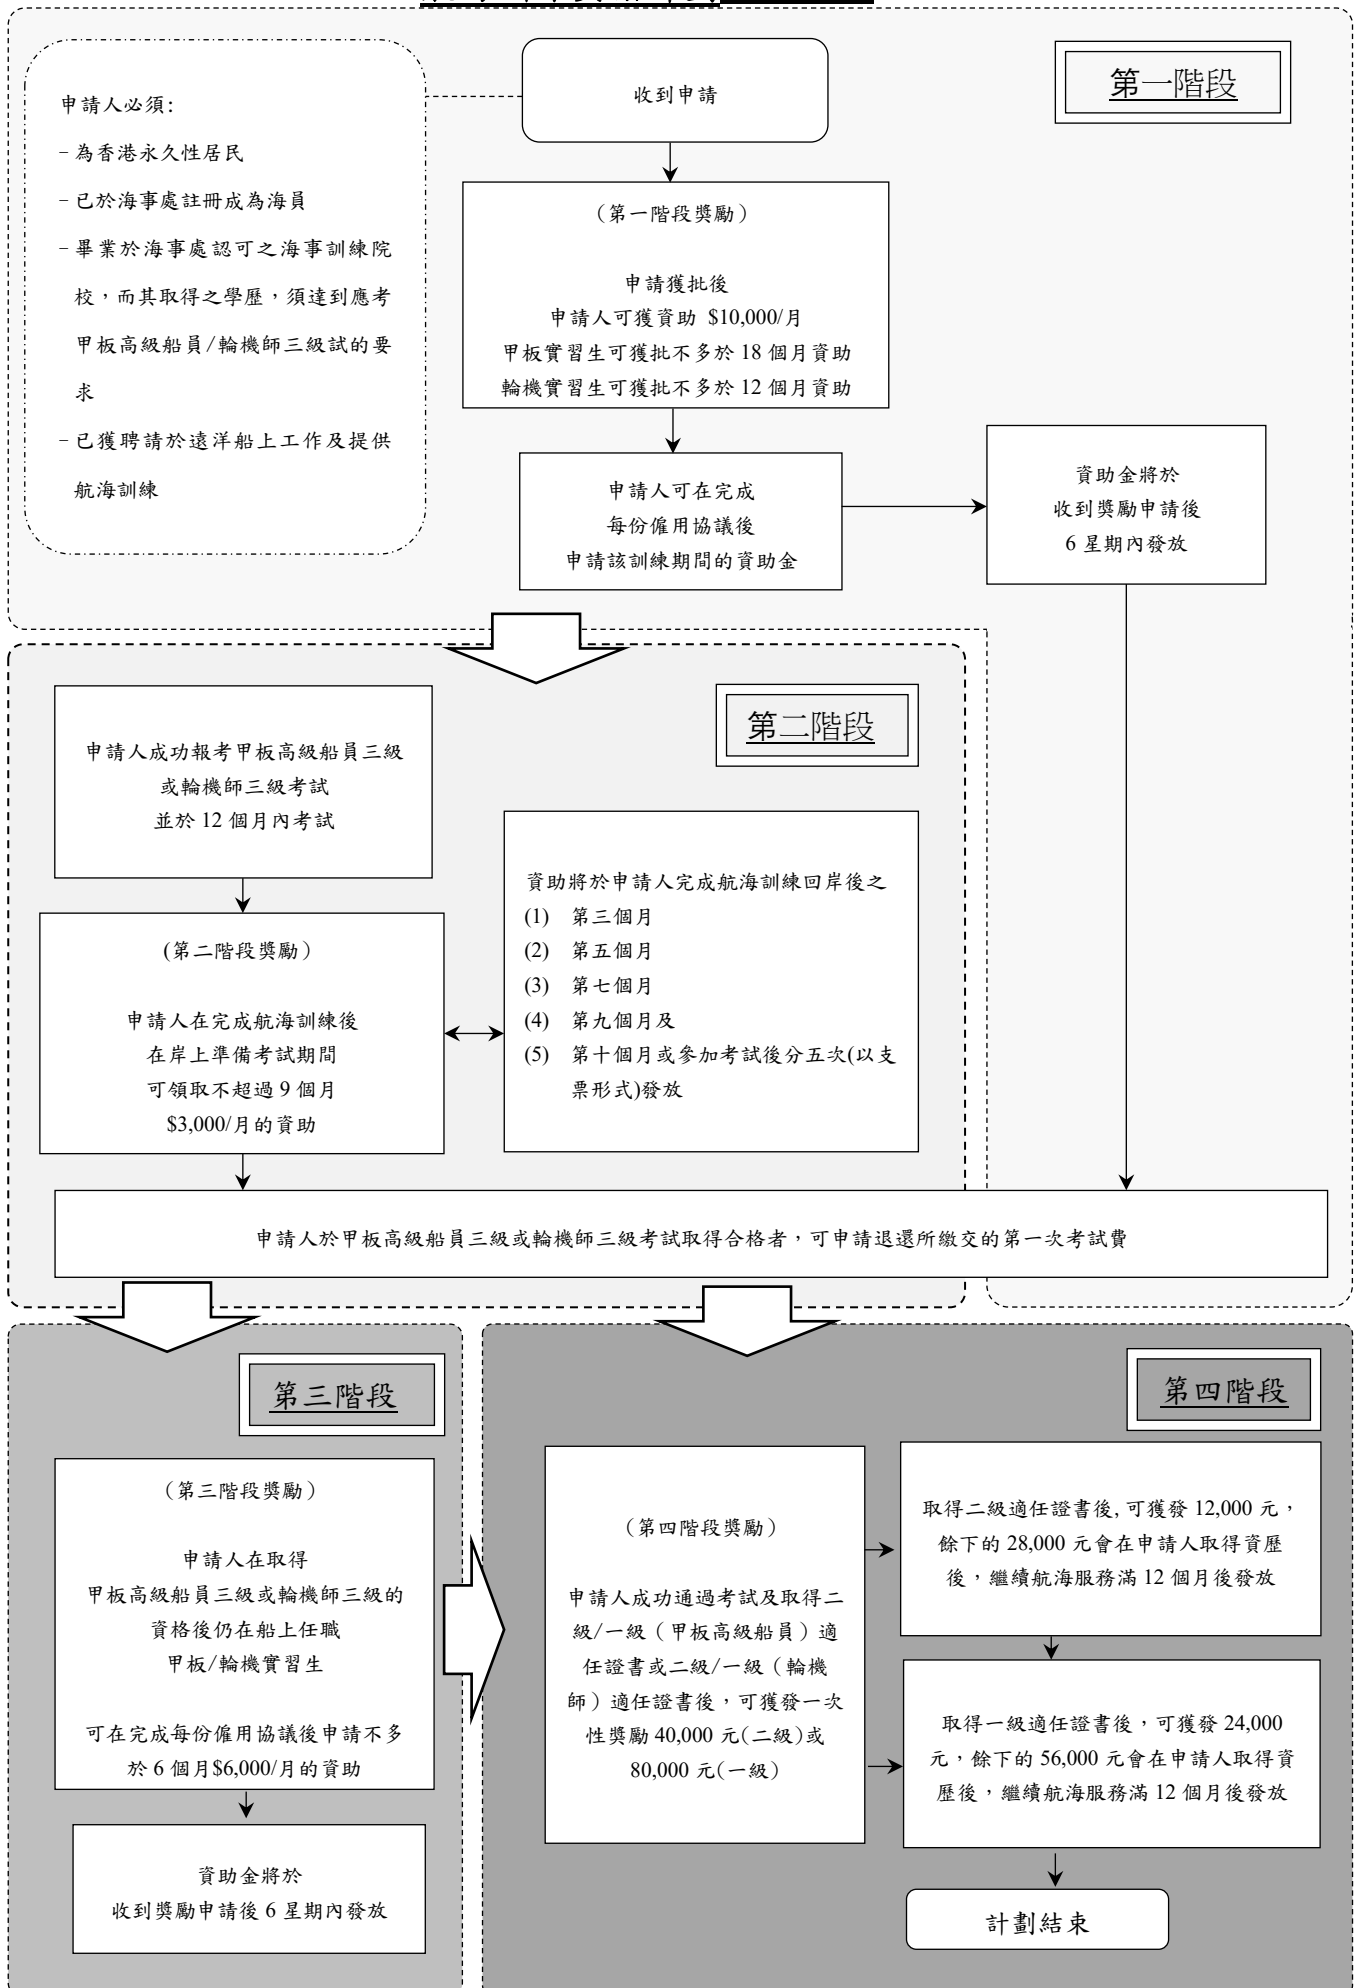 第一階段
收到申請
申請人必須:
- 為香港永久性居民
- 已於海事處註冊成為海員
- 畢業於海事處認可之海事訓練院
校，而其取得之學歷，須達到應考
甲板高級船員/輪機師三級試的要
求
- 已獲聘請於遠洋船上工作及提供
航海訓練
（第一階段獎勵）
申請獲批後
申請人可獲資助 $10,000/月
甲板實習生可獲批不多於 18 個月資助
輪機實習生可獲批不多於 12 個月資助
申請人可在完成
每份僱用協議後
申請該訓練期間的資助金
資助金將於
收到獎勵申請後
6 星期內發放
第二階段
申請人成功報考甲板高級船員三級
或輪機師三級考試
並於 12 個月內考試
(第二階段獎勵）
申請人在完成航海訓練後
在岸上準備考試期間
可領取不超過 9 個月
$3,000/月的資助
資助將於申請人完成航海訓練回岸後之
(1) 第三個月
(2) 第五個月
(3) 第七個月
(4) 第九個月及
(5) 第十個月或參加考試後分五次(以支
票形式)發放
申請人於甲板高級船員三級或輪機師三級考試取得合格者，可申請退還所繳交的第一次考試費
第三階段
（第三階段獎勵）
申請人在取得
甲板高級船員三級或輪機師三級的
資格後仍在船上任職
甲板/輪機實習生
可在完成每份僱用協議後申請不多
於 6 個月$6,000/月的資助
資助金將於
收到獎勵申請後 6 星期內發放
第四階段
（第四階段獎勵）
申請人成功通過考試及取得二
級/一級（甲板高級船員）適
任證書或二級/一級（輪機
師）適任證書後，可獲發一次
性獎勵 40,000 元(二級)或
80,000 元(一級)
取得二級適任證書後, 可獲發 12,000 元，
餘下的 28,000 元會在申請人取得資歷
後，繼續航海服務滿 12 個月後發放
取得一級適任證書後，可獲發 24,000
元，餘下的 56,000 元會在申請人取得資
歷後，繼續航海服務滿 12 個月後發放
計劃結束